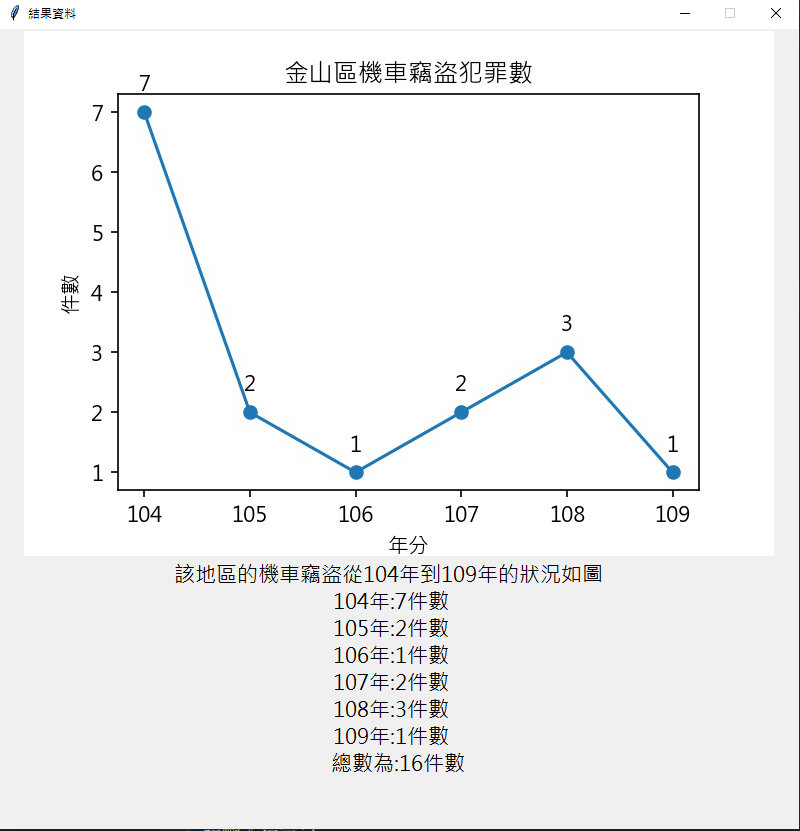 結果資料
金山區機車竊盜犯罪數
7
7
6
5
4
3
2
1
件數
2
1
2
3
1
104 105 106 107 108 109
年分
該地區的機車竊盜從104年到109年的狀況如圖
104年:7件數
105年:2件數
106年:1件數
107年:2件數
108年:3件數
109年:1件數
總數為:16件數